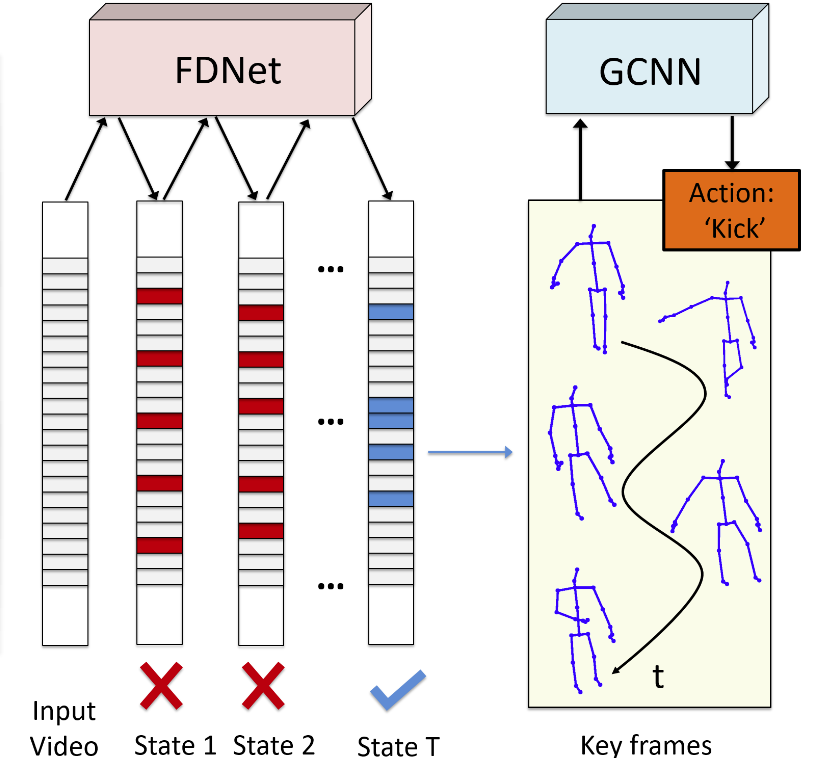 FDNet
GCNN
Action:
‘Kick’
...
...
...
t
Input
Video
State 1
State 2
State T
Key frames